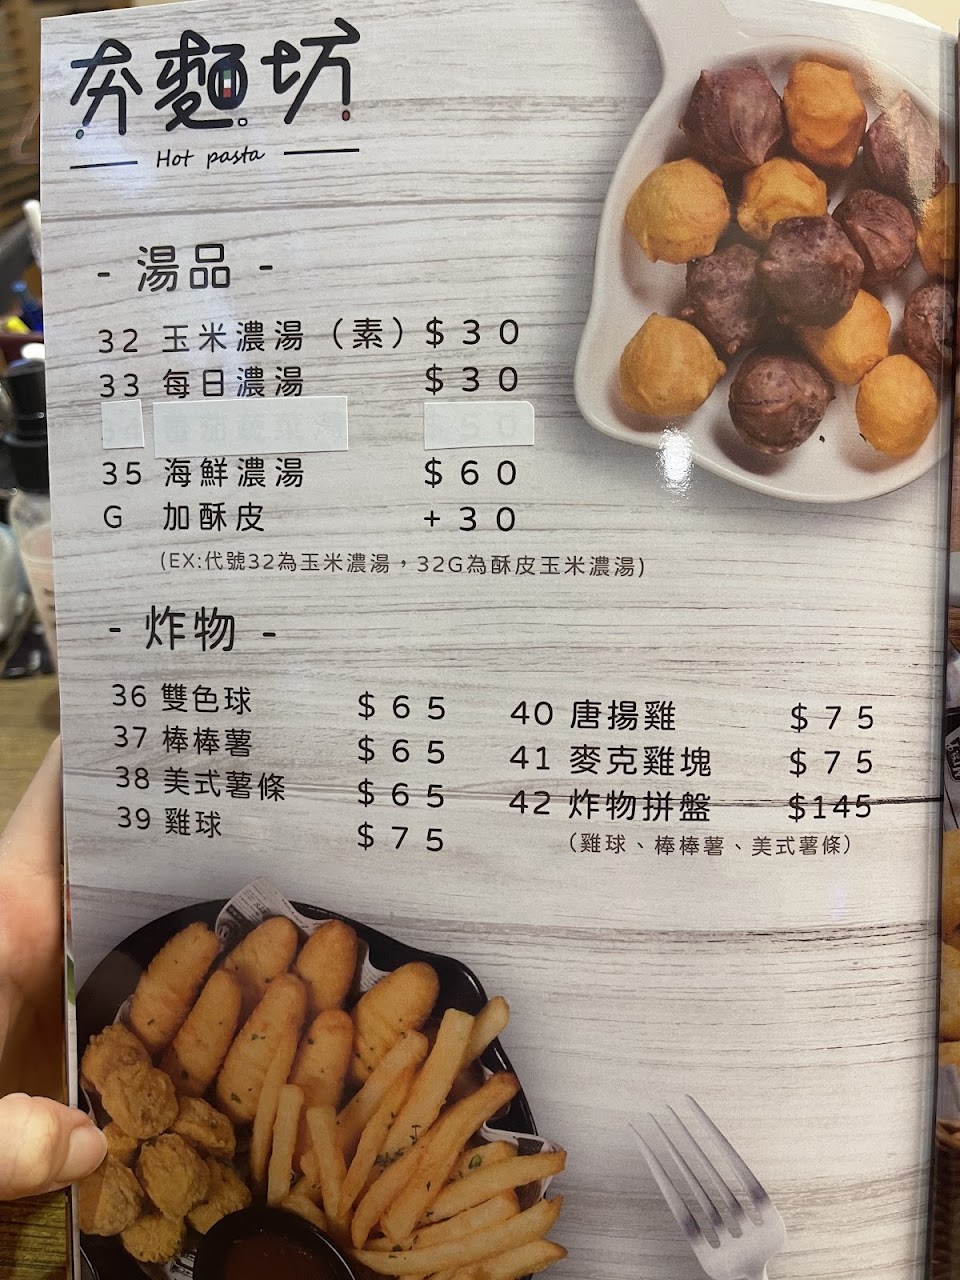 夯麵坊
Hot pasta
- 湯品 -
32 玉米濃湯（素）$30
33 每日濃湯 $30
35 海鮮濃湯 $60
G 加酥皮 +30
(EX:代號32為玉米濃湯，32G為酥皮玉米濃湯)
- 炸物 -
36 雙色球 $65
37 棒棒薯 $65
38 美式薯條 $65
39 雞球 $75
40 唐揚雞 $75
41 麥克雞塊 $75
42 炸物拼盤 $145
（雞球、棒棒薯、美式薯條）